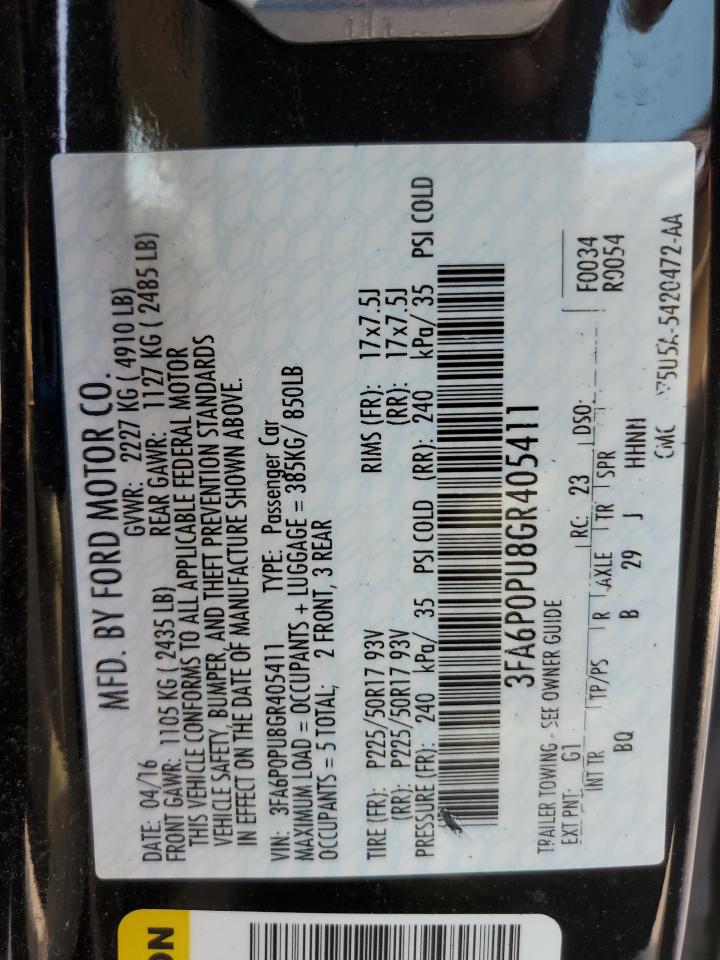 MFD. BY FORD MOTOR CO.
DATE: 04/16 GVWR: 2227 KG ( 4910 LB)
FRONT GAWR: 1105 KG ( 2435 LB) REAR GAWR: 1127 KG ( 2485 LB)
THIS VEHICLE CONFORMS TO ALL APPLICABLE FEDERAL MOTOR
VEHICLE SAFETY, BUMPER, AND THEFT PREVENTION STANDARDS
IN EFFECT ON THE DATE OF MANUFACTURE SHOWN ABOVE.
VIN: 3FA6P0PU8GR405411 TYPE: Passenger Car
MAXIMUM LOAD = OCCUPANTS + LUGGAGE = 385KG/ 850LB
OCCUPANTS = 5 TOTAL; 2 FRONT, 3 REAR
TIRE (FR): P225/50R17 93V RIMS (FR): 17x7.5J
(RR): P225/50R17 93V (RR): 17x7.5J
PRESSURE (FR): 240 kPa/ 35 PSI COLD (RR): 240 kPa/ 35 PSI COLD
3FA6P0PU8GR405411
TRAILER TOWING - SEE OWNER GUIDE F0034
EXT PNT: G1 RC: 23 DSO: R0054
INT TR TP/PS R AXLE TR SPR
BQ B 29 J HHNN
5U5A-5420472-AA
ON